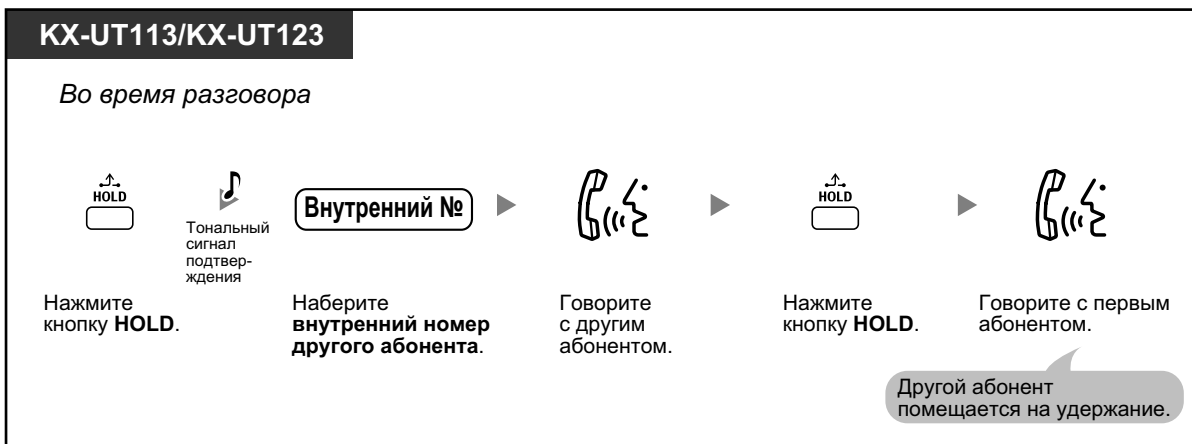 KX-UT113/KX-UT123
Во время разговора
HOLD
Тональный
сигнал
подтвер-
ждения
Внутренний №
HOLD
Нажмите
кнопку HOLD.
Наберите
внутренний номер
другого абонента.
Говорите
с другим
абонентом.
Нажмите
кнопку HOLD.
Говорите с первым
абонентом.
Другой абонент
помещается на удержание.